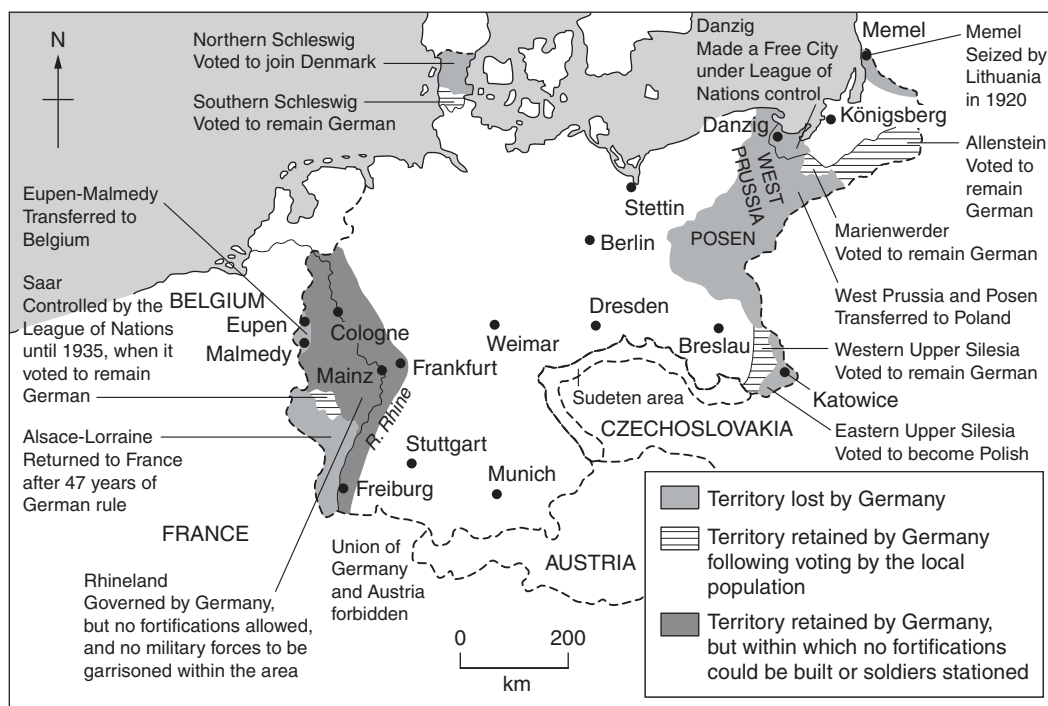 N
Northern Schleswig
Voted to join Denmark
Southern Schleswig
Voted to remain German
Danzig
Made a Free City
under League of
Nations control
Memel
Memel
Seized by
Lithuania
in 1920
Königsberg
Danzig
WEST
PRUSSIA
Allenstein
Voted to
remain
German
Eupen-Malmedy
Transferred to
Belgium
Stettin
Berlin
POSEN
Marienwerder
Voted to remain German
Saar
Controlled by the
League of Nations
until 1935, when it
voted to remain
German
BELGIUM
Eupen
Malmedy
Cologne
Mainz
Frankfurt
R. Rhine
Weimar
Dresden
Breslau
West Prussia and Posen
Transferred to Poland
Western Upper Silesia
Voted to remain German
Katowice
Sudeten area
CZECHOSLOVAKIA
Eastern Upper Silesia
Voted to become Polish
Alsace-Lorraine
Returned to France
after 47 years of
German rule
Stuttgart
Munich
Freiburg
FRANCE
Union of
Germany
and Austria
forbidden
AUSTRIA
Rhineland
Governed by Germany,
but no fortifications allowed,
and no military forces to be
garrisoned within the area
0 200
km
Territory lost by Germany
Territory retained by Germany
following voting by the local
population
Territory retained by Germany,
but within which no fortifications
could be built or soldiers stationed